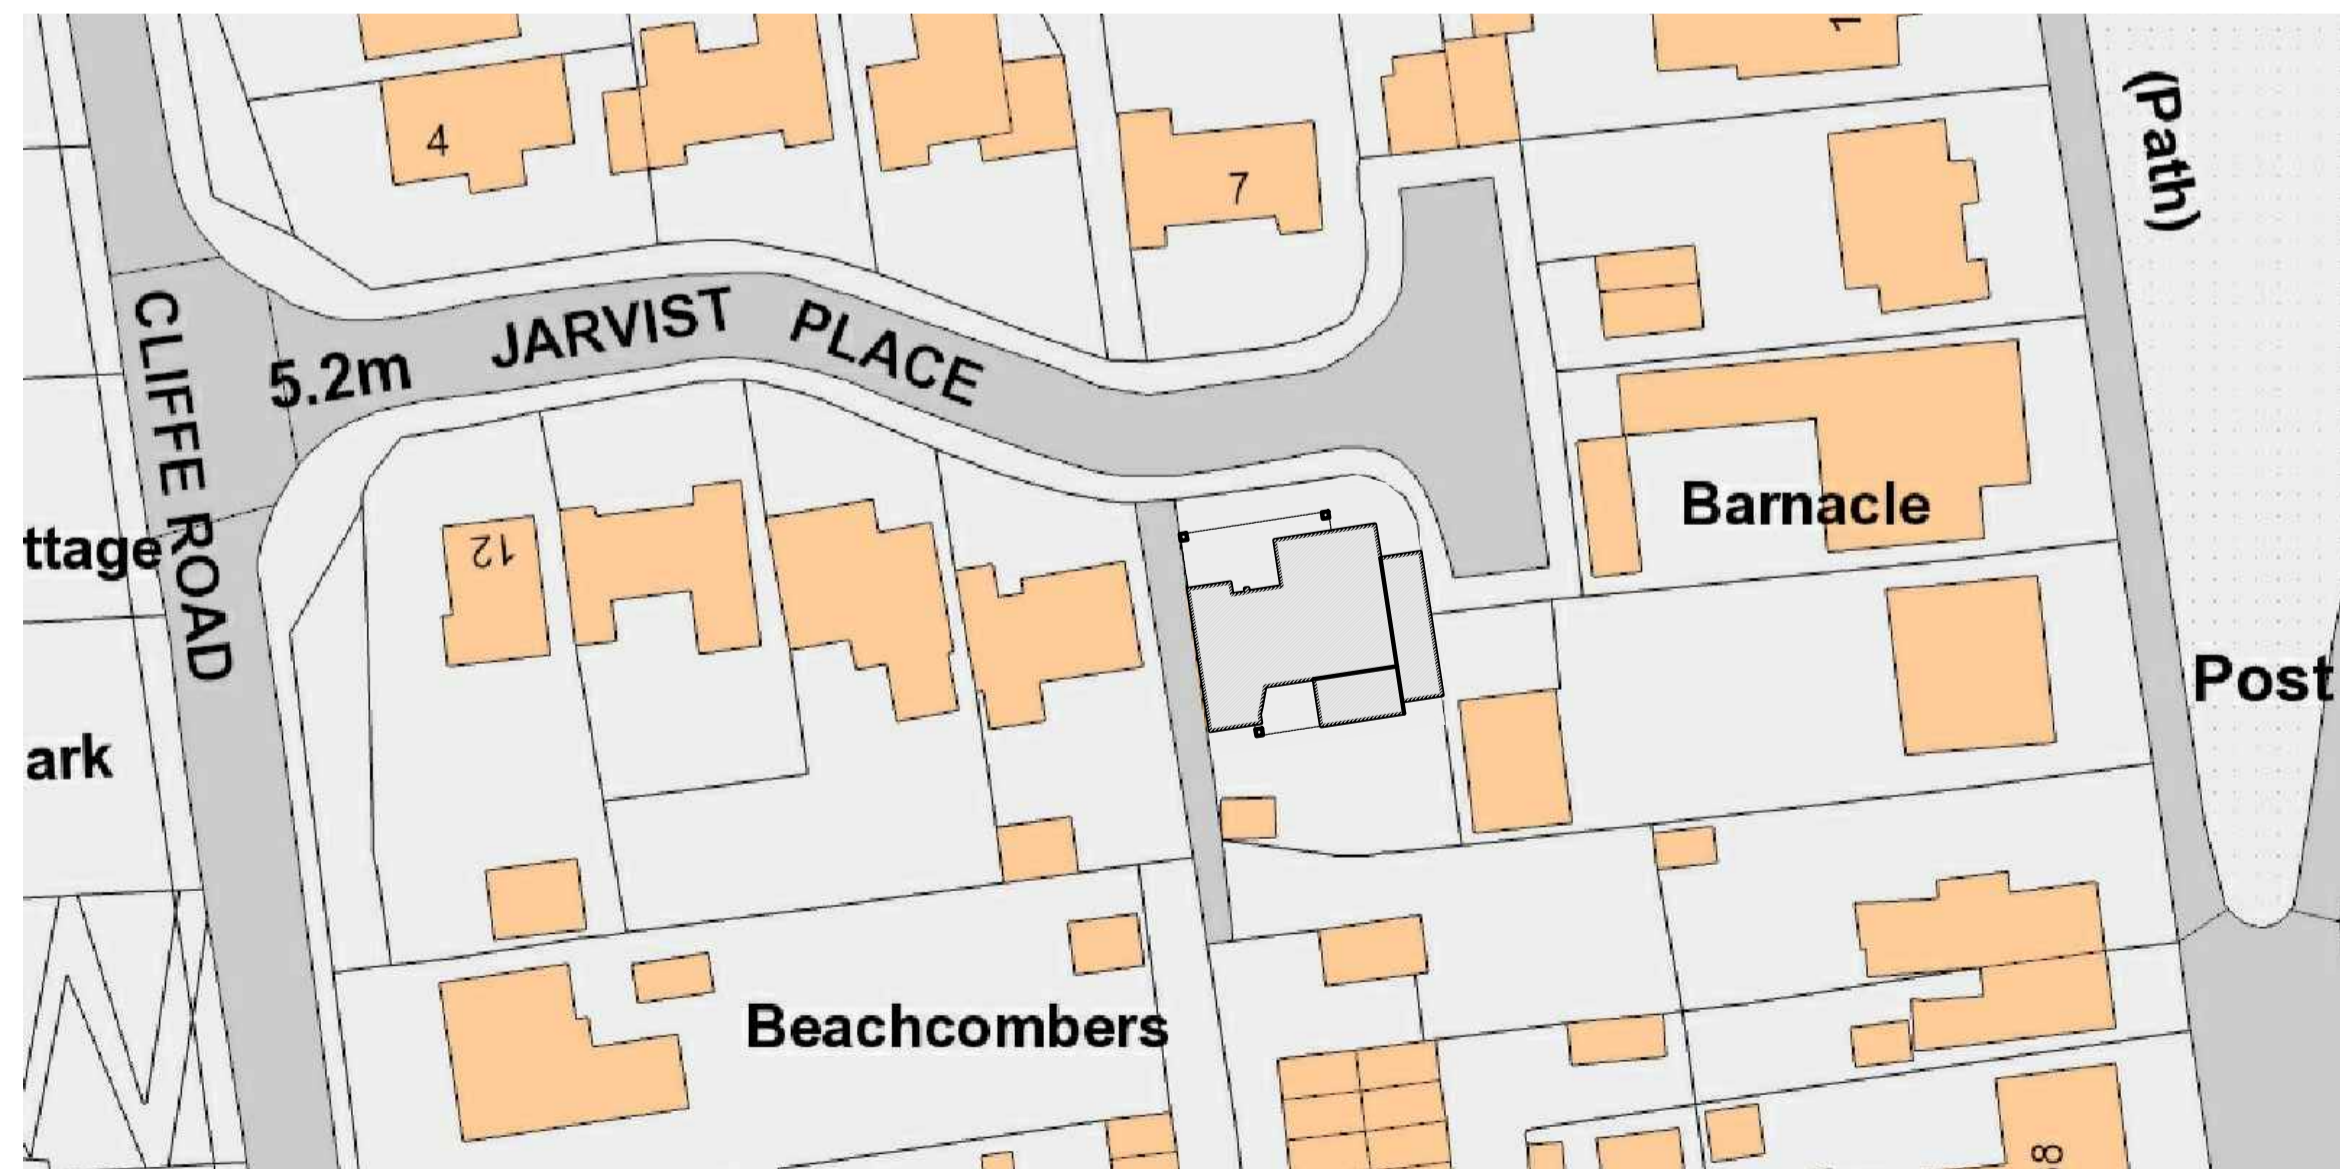 (Path)
4
7
JARVIST PLACE
5.2m
CLIFFE ROAD
Barnacle
ttage
12
Post
ark
Beachcombers
8